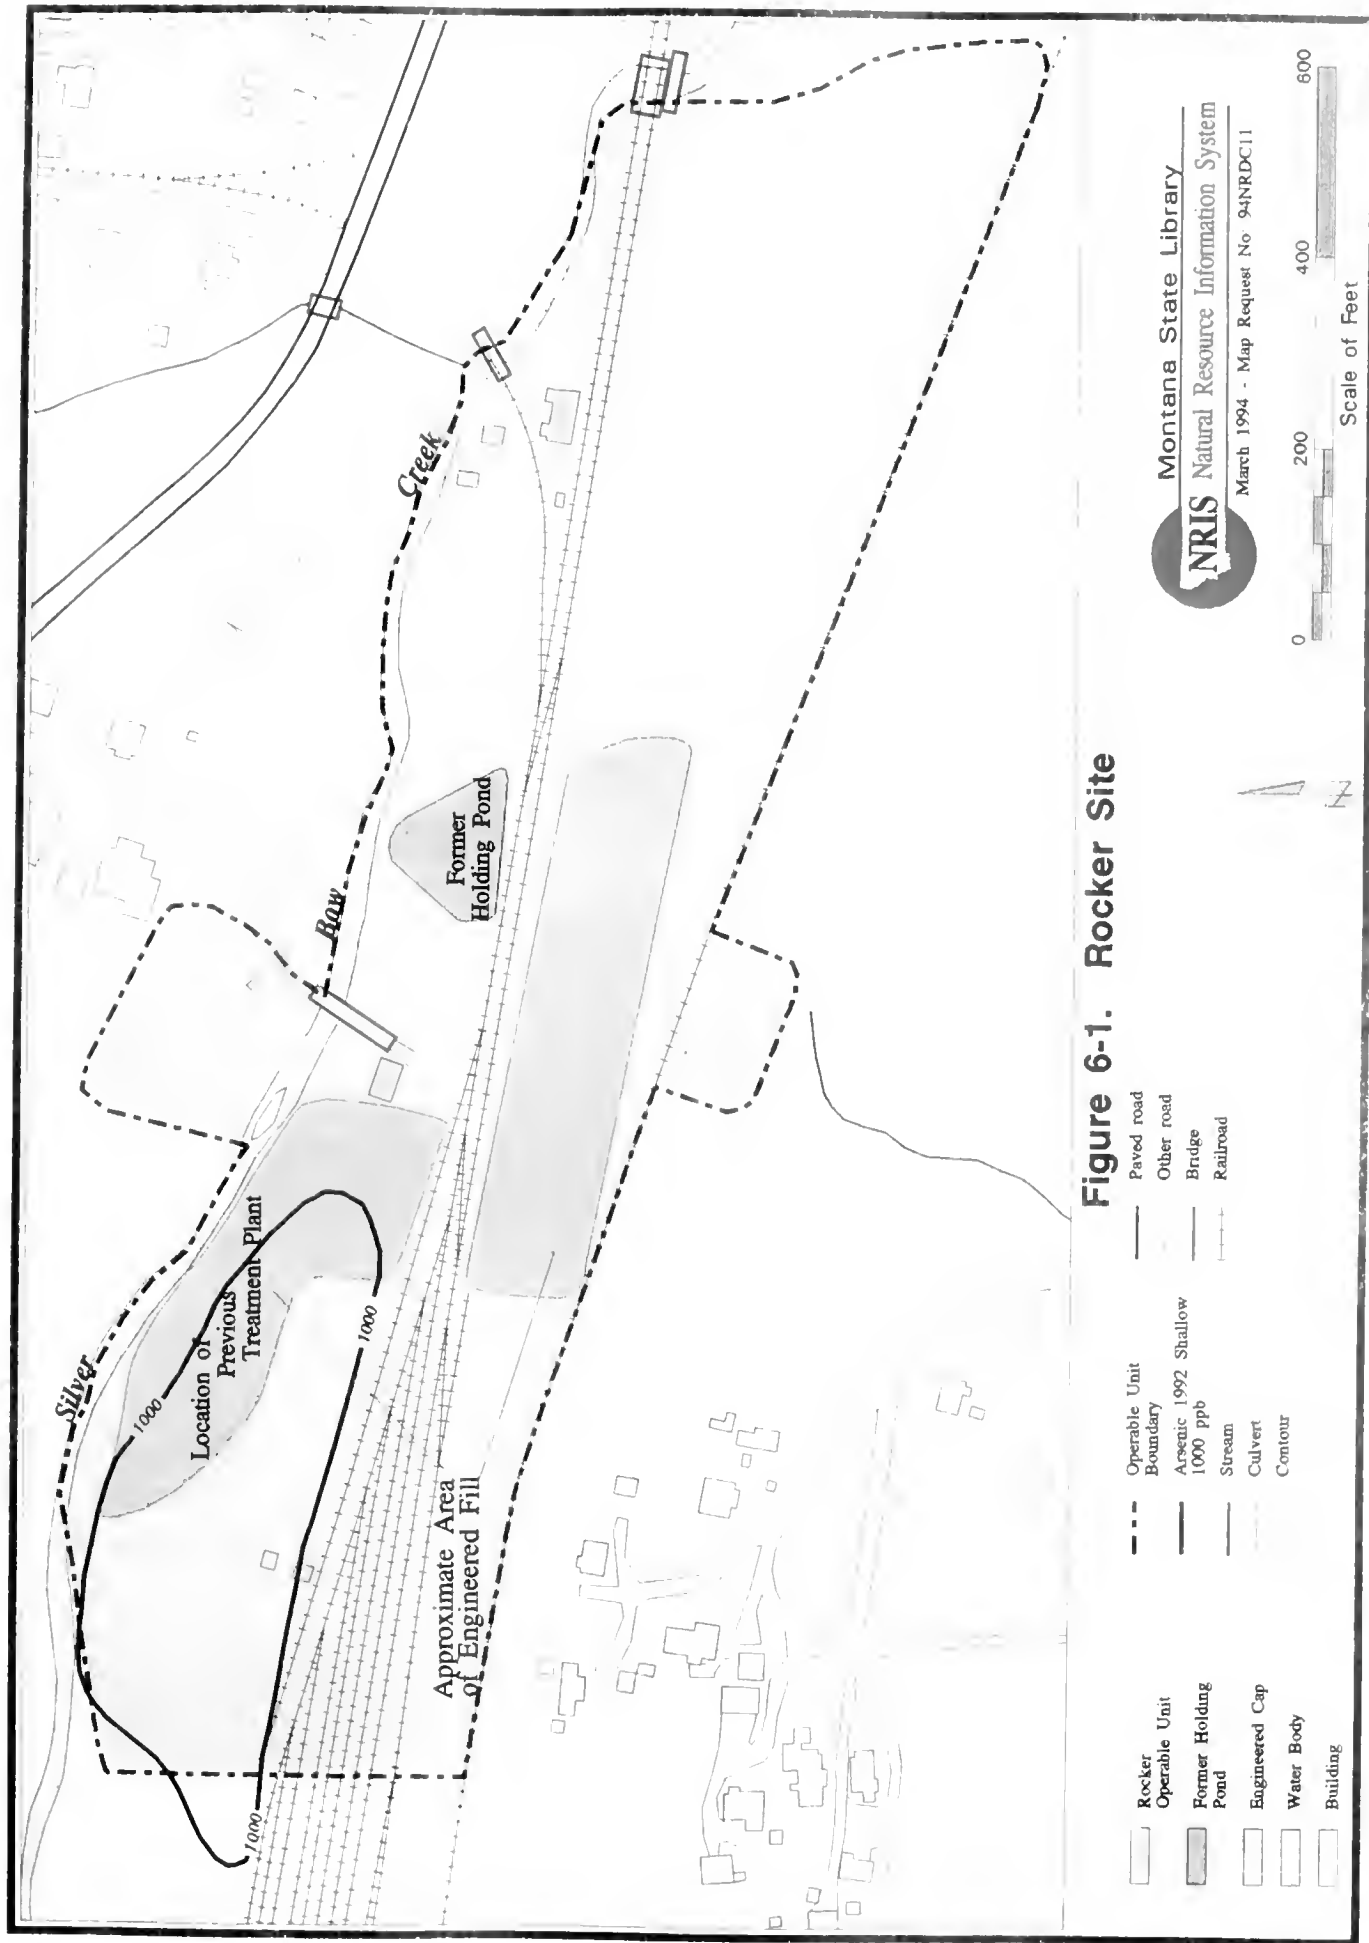 Silver
Bow
Creek
1000
1000
1000
Location of
Previous
Treatment Plant
Former
Holding Pond
Approximate Area
of Engineered Fill
Figure 6-1. Rocker Site
Rocker
Operable Unit
Former Holding
Pond
Engineered Cap
Water Body
Building
Operable Unit
Boundary
Arsenic 1992 Shallow
1000 ppb
Stream
Culvert
Contour
Paved road
Other road
Bridge
Railroad
N
Montana State Library
NRIS Natural Resource Information System
March 1994 - Map Request No 94NRDC11
0 200 400 600
Scale of Feet